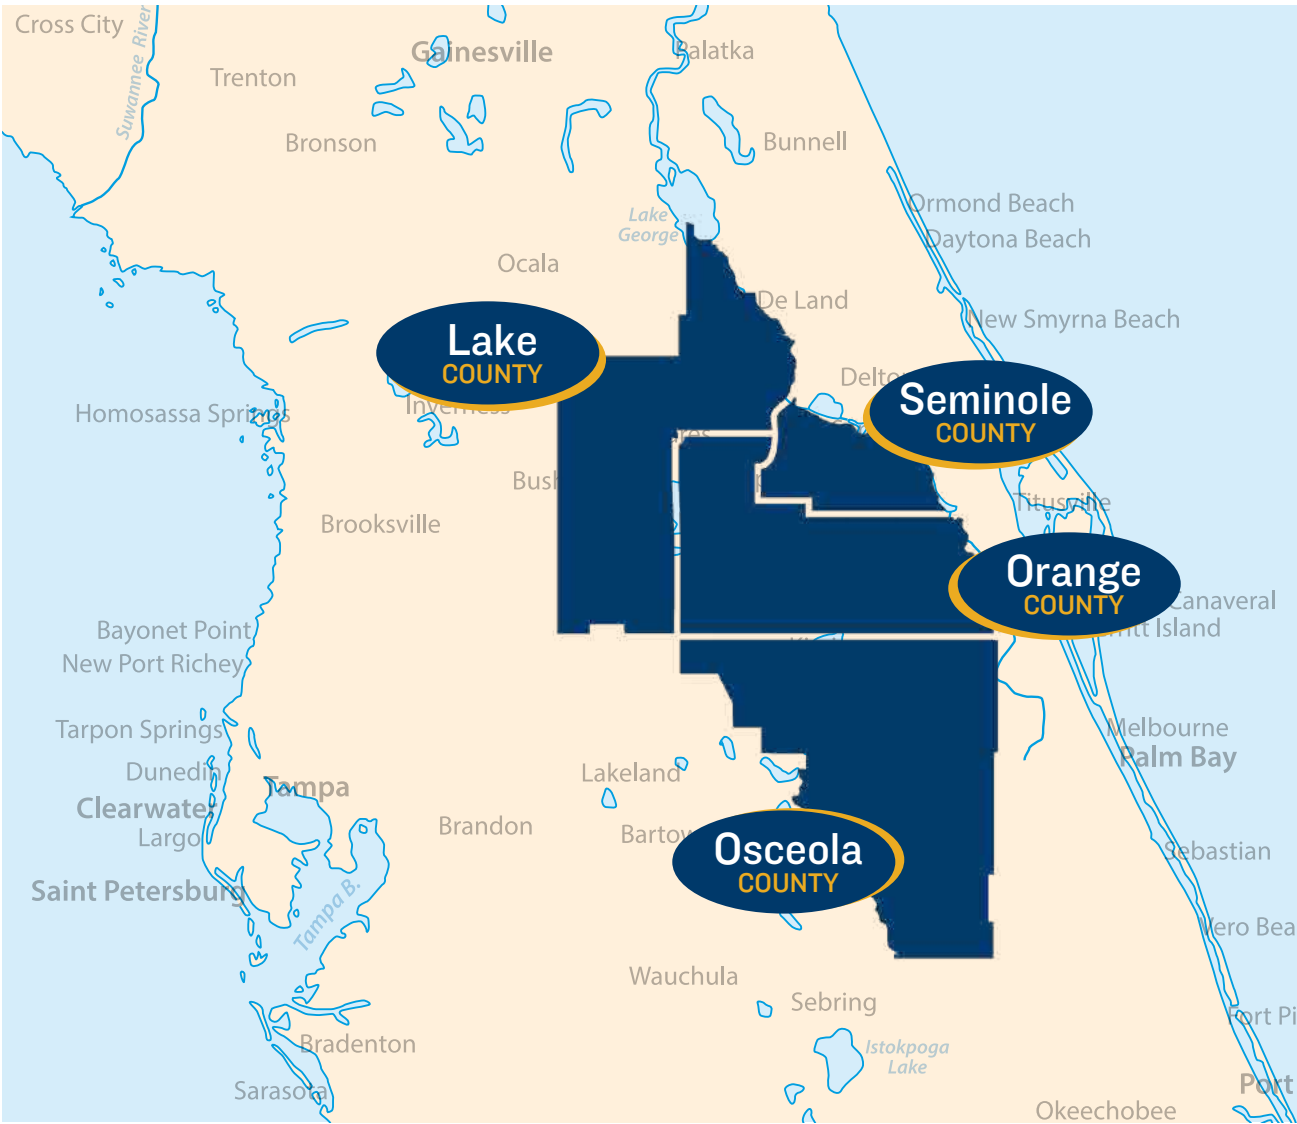 Cross City
Suwannee River
Gainesville
Palatka
Trenton
Bronson
Bunnell
Lake
George
Ormond Beach
Daytona Beach
Ocala
De Land
New Smyrna Beach
Lake
COUNTY
Seminole
COUNTY
Homosassa Springs
Inverness
Titusville
Brooksville
Orange
COUNTY
Canaveral
Bayonet Point
New Port Richey
Tarpon Springs
Melbourne
Palm Bay
Dunedin
Lakeland
Tampa
Clearwater
Largo
Brandon
Osceola
COUNTY
Sebastian
Saint Petersburg
Tampa B.
Wauchula
Sebring
Bradenton
Istokpoga
Lake
Sarasota
Port
Okeechobee